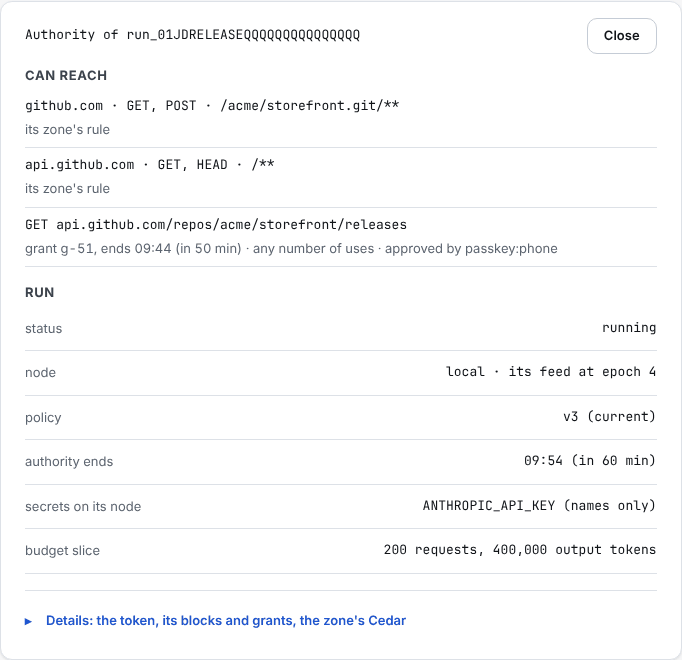 Authority of run_01JDRELEASEQQQQQQQQQQQQQQQ
Close
CAN REACH
github.com · GET, POST · /acme/storefront.git/**
its zone's rule
api.github.com · GET, HEAD · /**
its zone's rule
GET api.github.com/repos/acme/storefront/releases
grant g-51, ends 09:44 (in 50 min) · any number of uses · approved by passkey:phone
RUN
status
running
node
local · its feed at epoch 4
policy
v3 (current)
authority ends
09:54 (in 60 min)
secrets on its node
ANTHROPIC_API_KEY (names only)
budget slice
200 requests, 400,000 output tokens
▸ Details: the token, its blocks and grants, the zone's Cedar